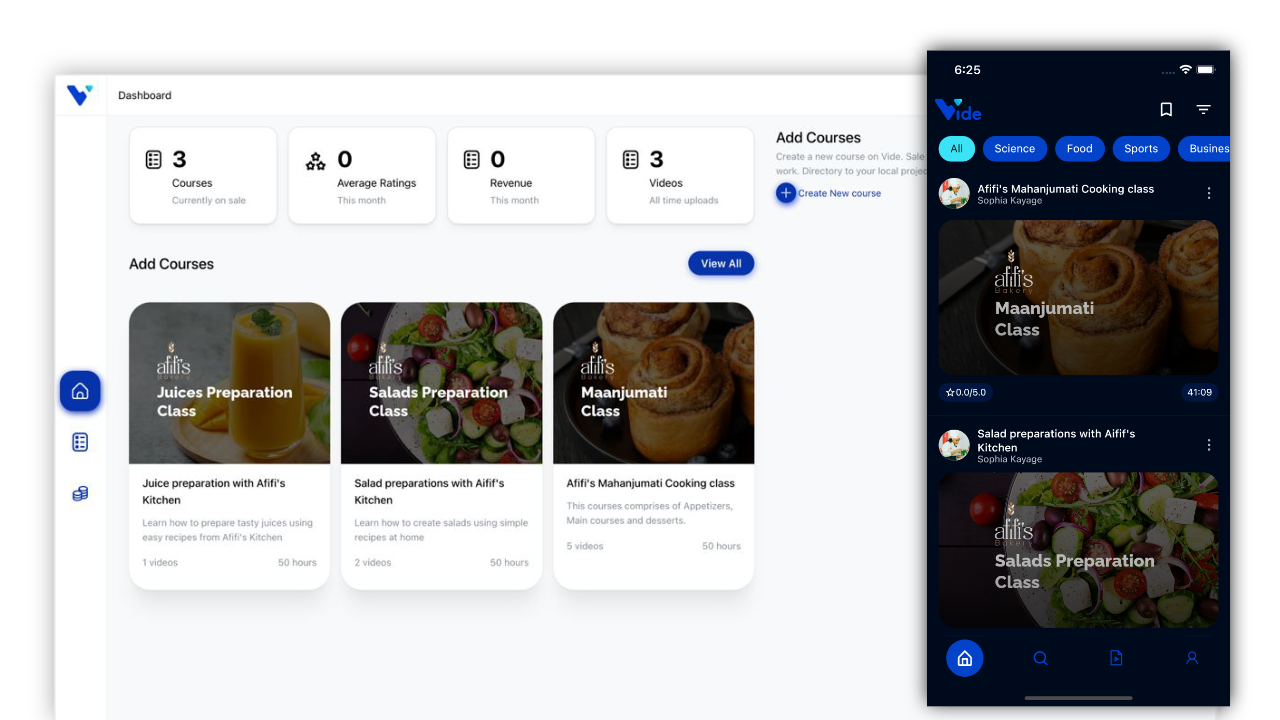 Dashboard
3
Courses
Currently on sale
0
Average Ratings
This month
0
Revenue
This month
3
Videos
All time uploads
Add Courses
Create a new course on Vide. Sale
work. Directory to your local projec
Create New course
Add Courses
View All
afifi's
Bakery
Juices Preparation
Class
Juice preparation with Afifi's
Kitchen
Learn how to prepare tasty juices using
easy recipes from Afifi's Kitchen
1 videos
50 hours
afifi's
Bakery
Salads Preparation
Class
Salad preparations with Aifif's
Kitchen
Learn how to create salads using simple
recipes at home
2 videos
50 hours
afifi's
Bakery
Maanjumati
Class
Afifi's Mahanjumati Cooking class
This courses comprises of Appetizers,
Main courses and desserts.
5 videos
50 hours
6:25
Vide
All
Science
Food
Sports
Busines
Afifi's Mahanjumati Cooking class
Sophia Kayage
afifi's
Bakery
Maanjumati
Class
0.0/5.0
41:09
Salad preparations with Aifif's
Kitchen
Sophia Kayage
afifi's
Bakery
Salads Preparation
Class